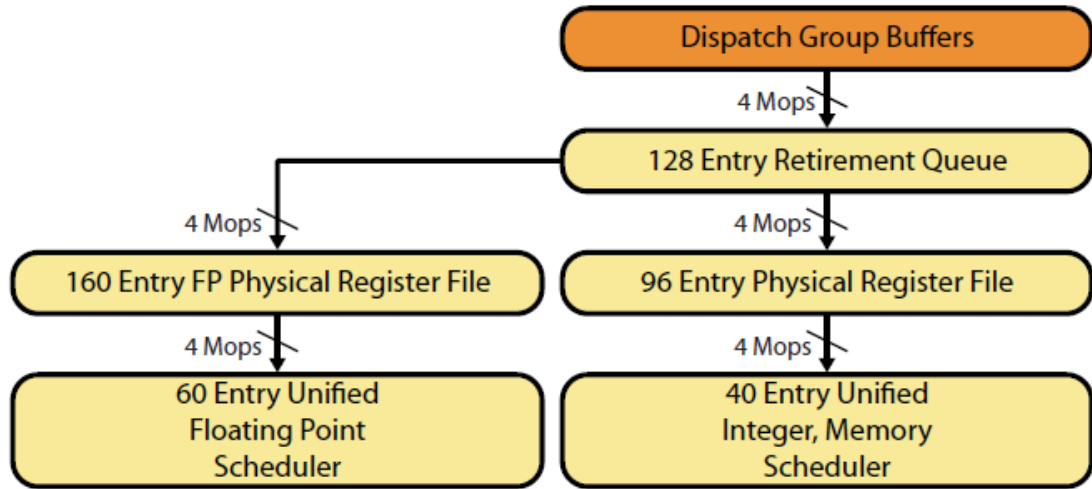 Dispatch Group Buffers
4 Mops
128 Entry Retirement Queue
4 Mops
4 Mops
160 Entry FP Physical Register File
96 Entry Physical Register File
4 Mops
4 Mops
60 Entry Unified
Floating Point
Scheduler
40 Entry Unified
Integer, Memory
Scheduler